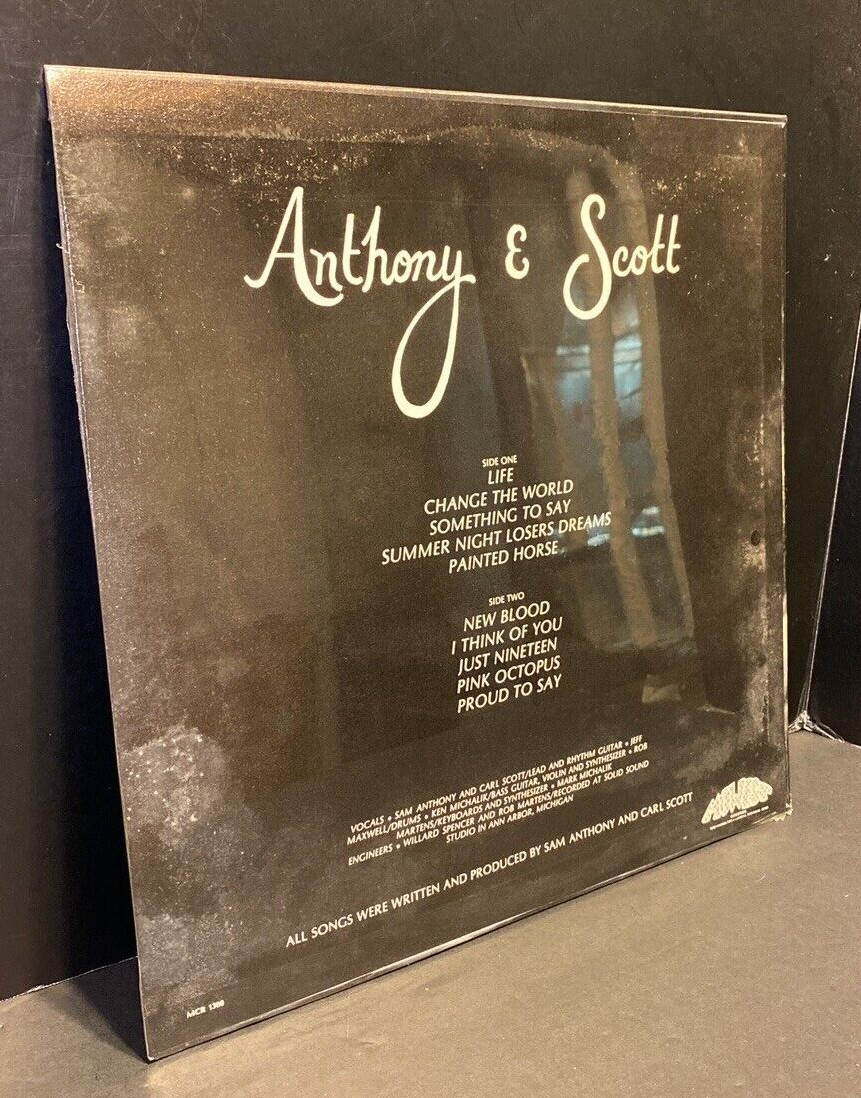 Anthony & Scott
SIDE ONE
LIFE
CHANGE THE WORLD
SOMETHING TO SAY
SUMMER NIGHT LOSERS DREAMS
PAINTED HORSE
SIDE TWO
NEW BLOOD
I THINK OF YOU
JUST NINETEEN
PINK OCTOPUS
PROUD TO SAY
VOCALS • SAM ANTHONY AND CARL SCOTT/LEAD AND RHYTHM GUITAR • JEFF
MAXWELL/DRUMS • KEN MICHALIK/BASS GUITAR, VIOLIN AND SYNTHESIZER • ROB
MARTENS/KEYBOARDS AND SYNTHESIZER • MARK MICHALIK
ENGINEERS • WILLARD SPENCER AND ROB MARTENS/RECORDED AT SOLID SOUND
STUDIO IN ANN ARBOR, MICHIGAN
ALL SONGS WERE WRITTEN AND PRODUCED BY SAM ANTHONY AND CARL SCOTT
MCR 1300